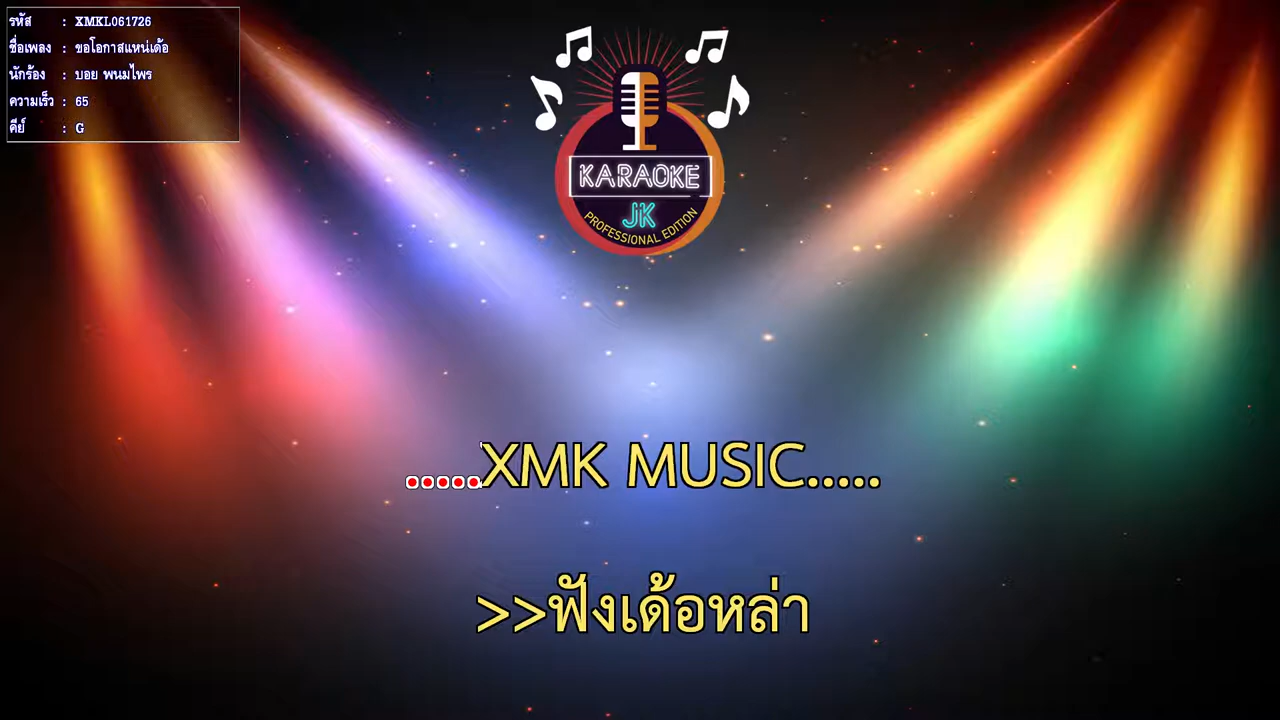 รหัส : XMKL061726
ชื่อเพลง : ขอโอกาสแหน่เด้อ
นักร้อง : บอย พนมไพร
ความเร็ว : 65
คีย์ : G
KARAOKE
JK
PROFESSIONAL EDITION
.....XMK MUSIC.....
>>ฟังเด้อหล่า